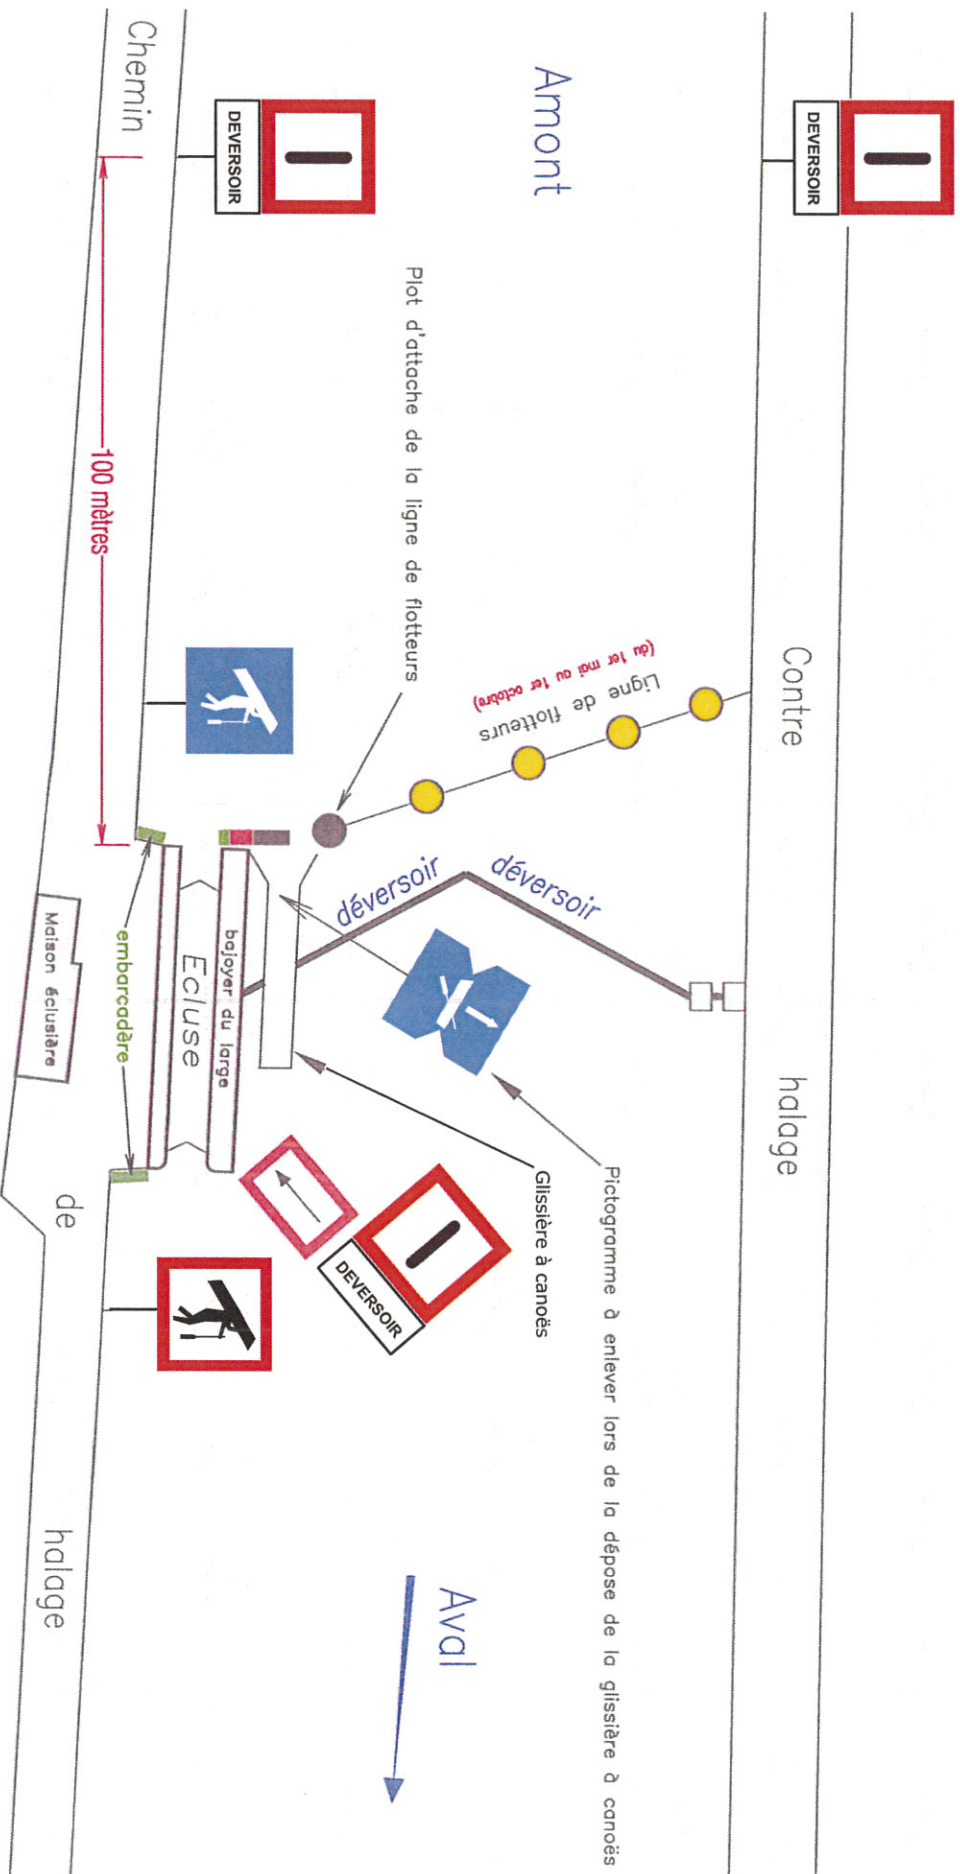 Contre halage
DEVERSOIR
Amont
Aval
Pictogramme à enlever lors de la dépose de la glissière à canoës
Glissière à canoës
Ligne de flotteurs
(du 1er mai au 1er octobre)
déversoir
déversoir
Plot d'attache de la ligne de flotteurs
DEVERSOIR
DEVERSOIR
bajoyer du large
Ecluse
embarcadère
100 mètres
Maison éclusière
Chemin de halage